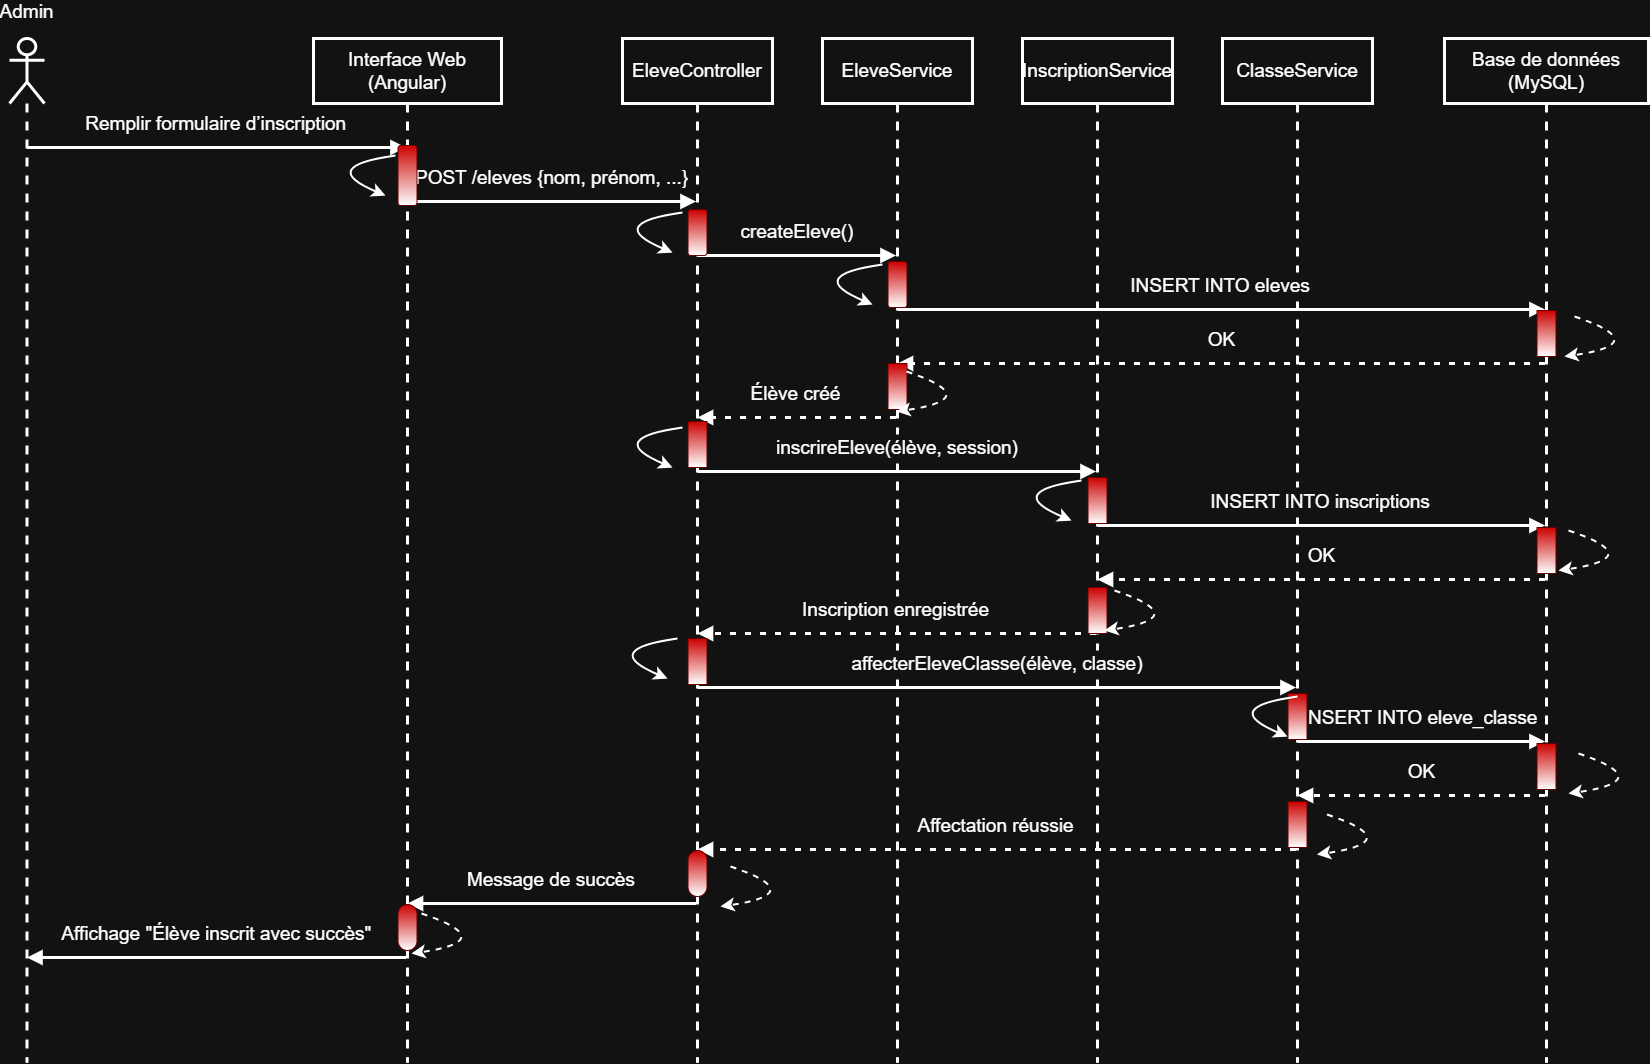 Admin
Interface Web
(Angular)
EleveController
EleveService
InscriptionService
ClasseService
Base de données
(MySQL)
Remplir formulaire d’inscription
POST /eleves {nom, prénom, ...}
createEleve()
INSERT INTO eleves
OK
Élève créé
inscrireEleve(élève, session)
INSERT INTO inscriptions
OK
Inscription enregistrée
affecterEleveClasse(élève, classe)
NSERT INTO eleve_classe
OK
Affectation réussie
Message de succès
Affichage "Élève inscrit avec succès"